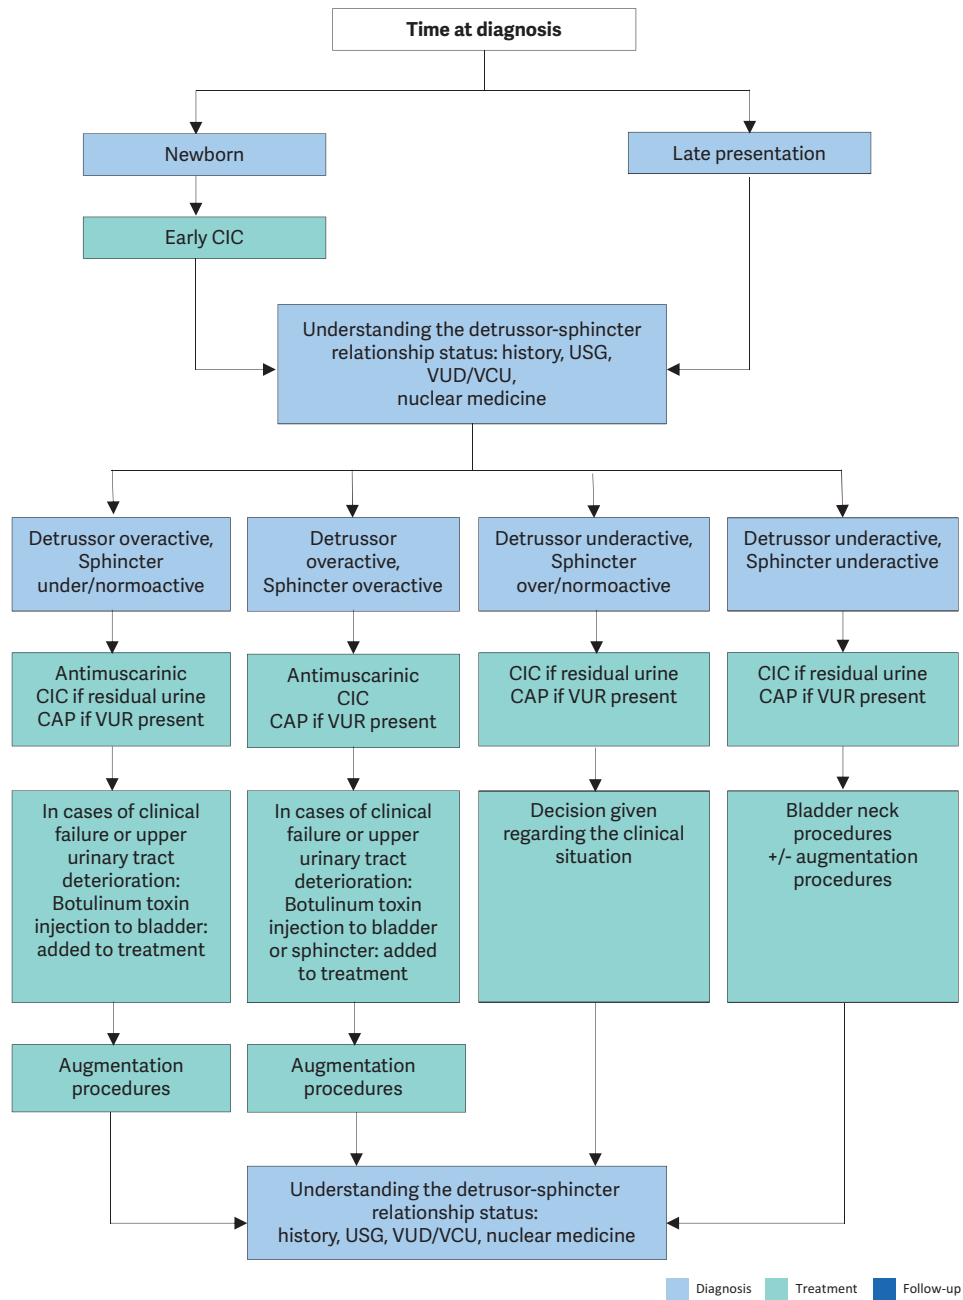 Time at diagnosis
Newborn
Late presentation
Early CIC
Understanding the detrussor-sphincter
relationship status: history, USG,
VUD/VCU,
nuclear medicine
Detrussor overactive,
Sphincter
under/normoactive
Detrussor
overactive,
Sphincter overactive
Detrussor underactive,
Sphincter
over/normoactive
Detrussor underactive,
Sphincter underactive
Antimuscarinic
CIC if residual urine
CAP if VUR present
Antimuscarinic
CIC
CAP if VUR present
CIC if residual urine
CAP if VUR present
CIC if residual urine
CAP if VUR present
In cases of clinical
failure or upper
urinary tract
deterioration:
Botulinum toxin
injection to bladder:
added to treatment
In cases of clinical
failure or upper
urinary tract
deterioration:
Botulinum toxin
injection to bladder
or sphincter: added
to treatment
Decision given
regarding the clinical
situation
Bladder neck
procedures
+/- augmentation
procedures
Augmentation
procedures
Augmentation
procedures
Understanding the detrusor-sphincter
relationship status:
history, USG, VUD/VCU, nuclear medicine
Diagnosis
Treatment
Follow-up